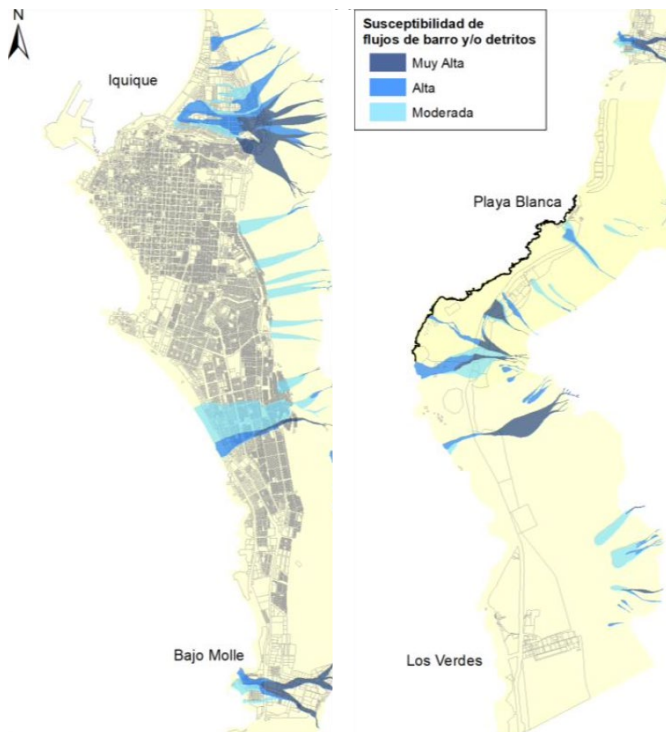 N
Iquique
Bajo Molle
Susceptibilidad de
flujos de barro y/o detritos
Muy Alta
Alta
Moderada
Playa Blanca
Los Verdes